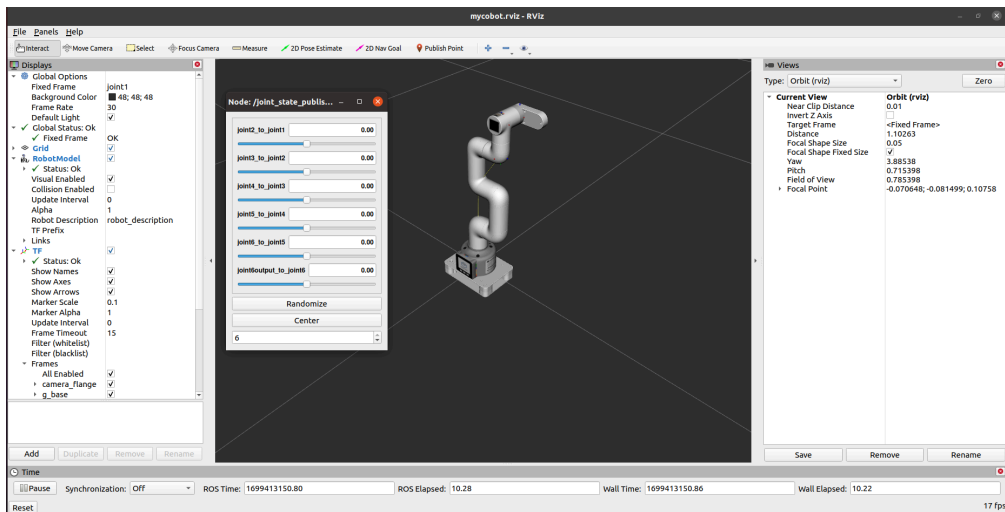 mycobot.rviz - RViz
File Panels Help
Interact Move Camera Select Focus Camera Measure 2D Pose Estimate 2D Nav Goal Publish Point
Displays
Global Options
Fixed Frame joint1
Background Color 48; 48; 48
Frame Rate 30
Default Light
Global Status: Ok
Fixed Frame OK
Grid
RobotModel
Status: Ok
Visual Enabled
Collision Enabled
Update Interval 0
Alpha 1
Robot Description robot_description
TF Prefix
Links
TF
Status: Ok
Show Names
Show Axes
Show Arrows
Marker Scale 0.1
Marker Alpha 1
Update Interval 0
Frame Timeout 15
Filter (whitelist)
Filter (blacklist)
Frames
All Enabled
camera_flange
g_base
Add Duplicate Remove Rename
Node: /joint_state_publis...
joint2_to_joint1 0.00
joint3_to_joint2 0.00
joint4_to_joint3 0.00
joint5_to_joint4 0.00
joint6_to_joint5 0.00
joint6output_to_joint6 0.00
Randomize
Center
6
Views
Type: Orbit (rviz) Zero
Current View Orbit (rviz)
Near Clip Distance 0.01
Invert Z Axis
Target Frame <Fixed Frame>
Distance 1.10263
Focal Shape Size 0.05
Focal Shape Fixed Size
Yaw 3.88538
Pitch 0.715398
Field of View 0.785398
Focal Point -0.070648; -0.081499; 0.10758
Save Remove Rename
Time
Pause Synchronization: Off ROS Time: 1699413150.80 ROS Elapsed: 10.28 Wall Time: 1699413150.86 Wall Elapsed: 10.22
Reset 17 fps